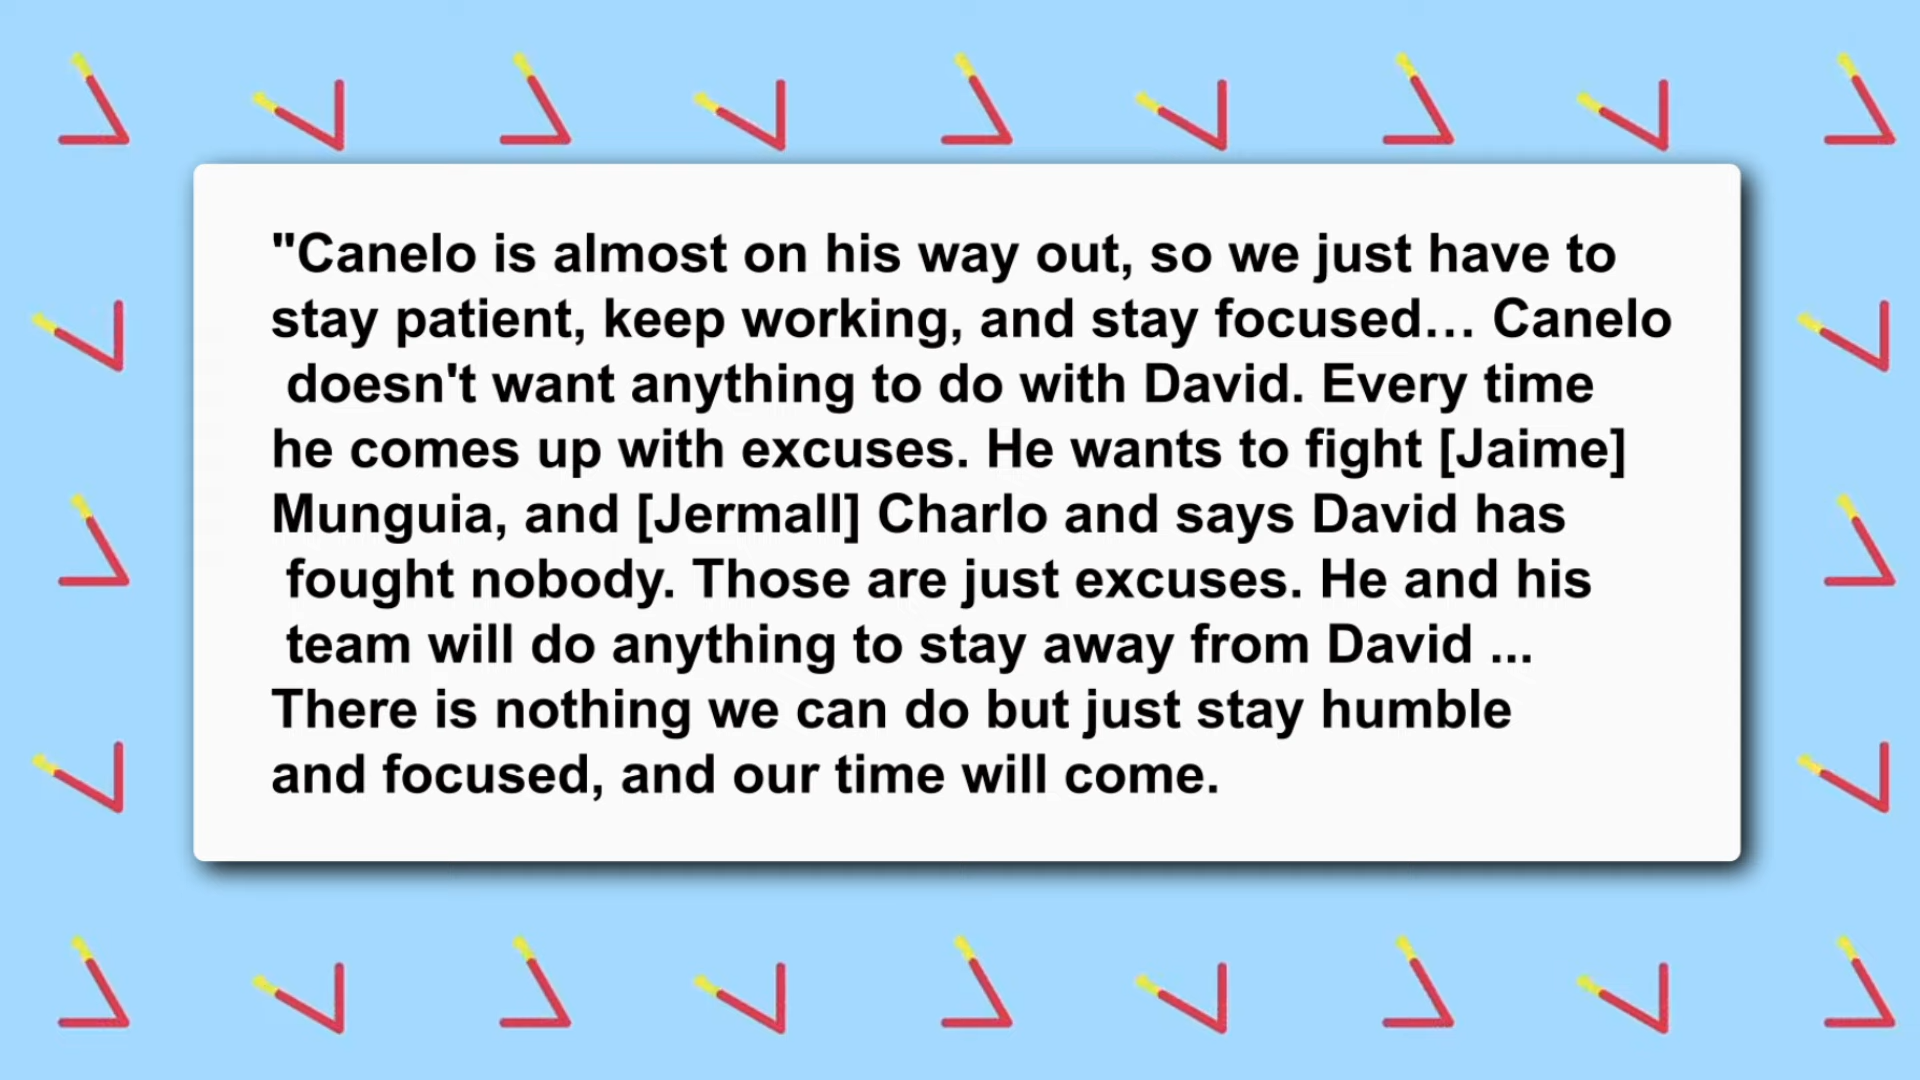 "Canelo is almost on his way out, so we just have to
stay patient, keep working, and stay focused… Canelo
doesn't want anything to do with David. Every time
he comes up with excuses. He wants to fight [Jaime]
Munguia, and [Jermall] Charlo and says David has
fought nobody. Those are just excuses. He and his
team will do anything to stay away from David ...
There is nothing we can do but just stay humble
and focused, and our time will come.